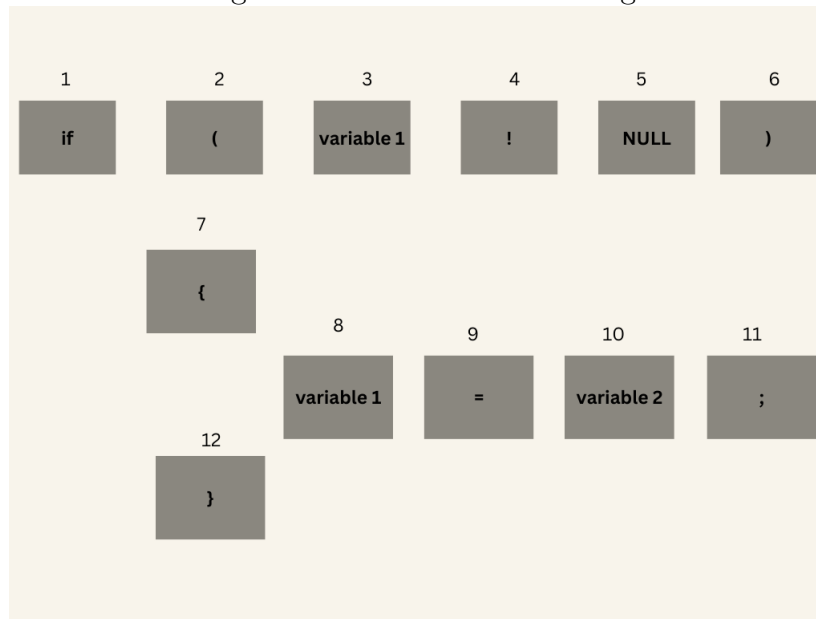 1 2 3 4 5 6
if ( variable 1 ! NULL )
7
{
8 9 10 11
variable 1 = variable 2 ;
12
}